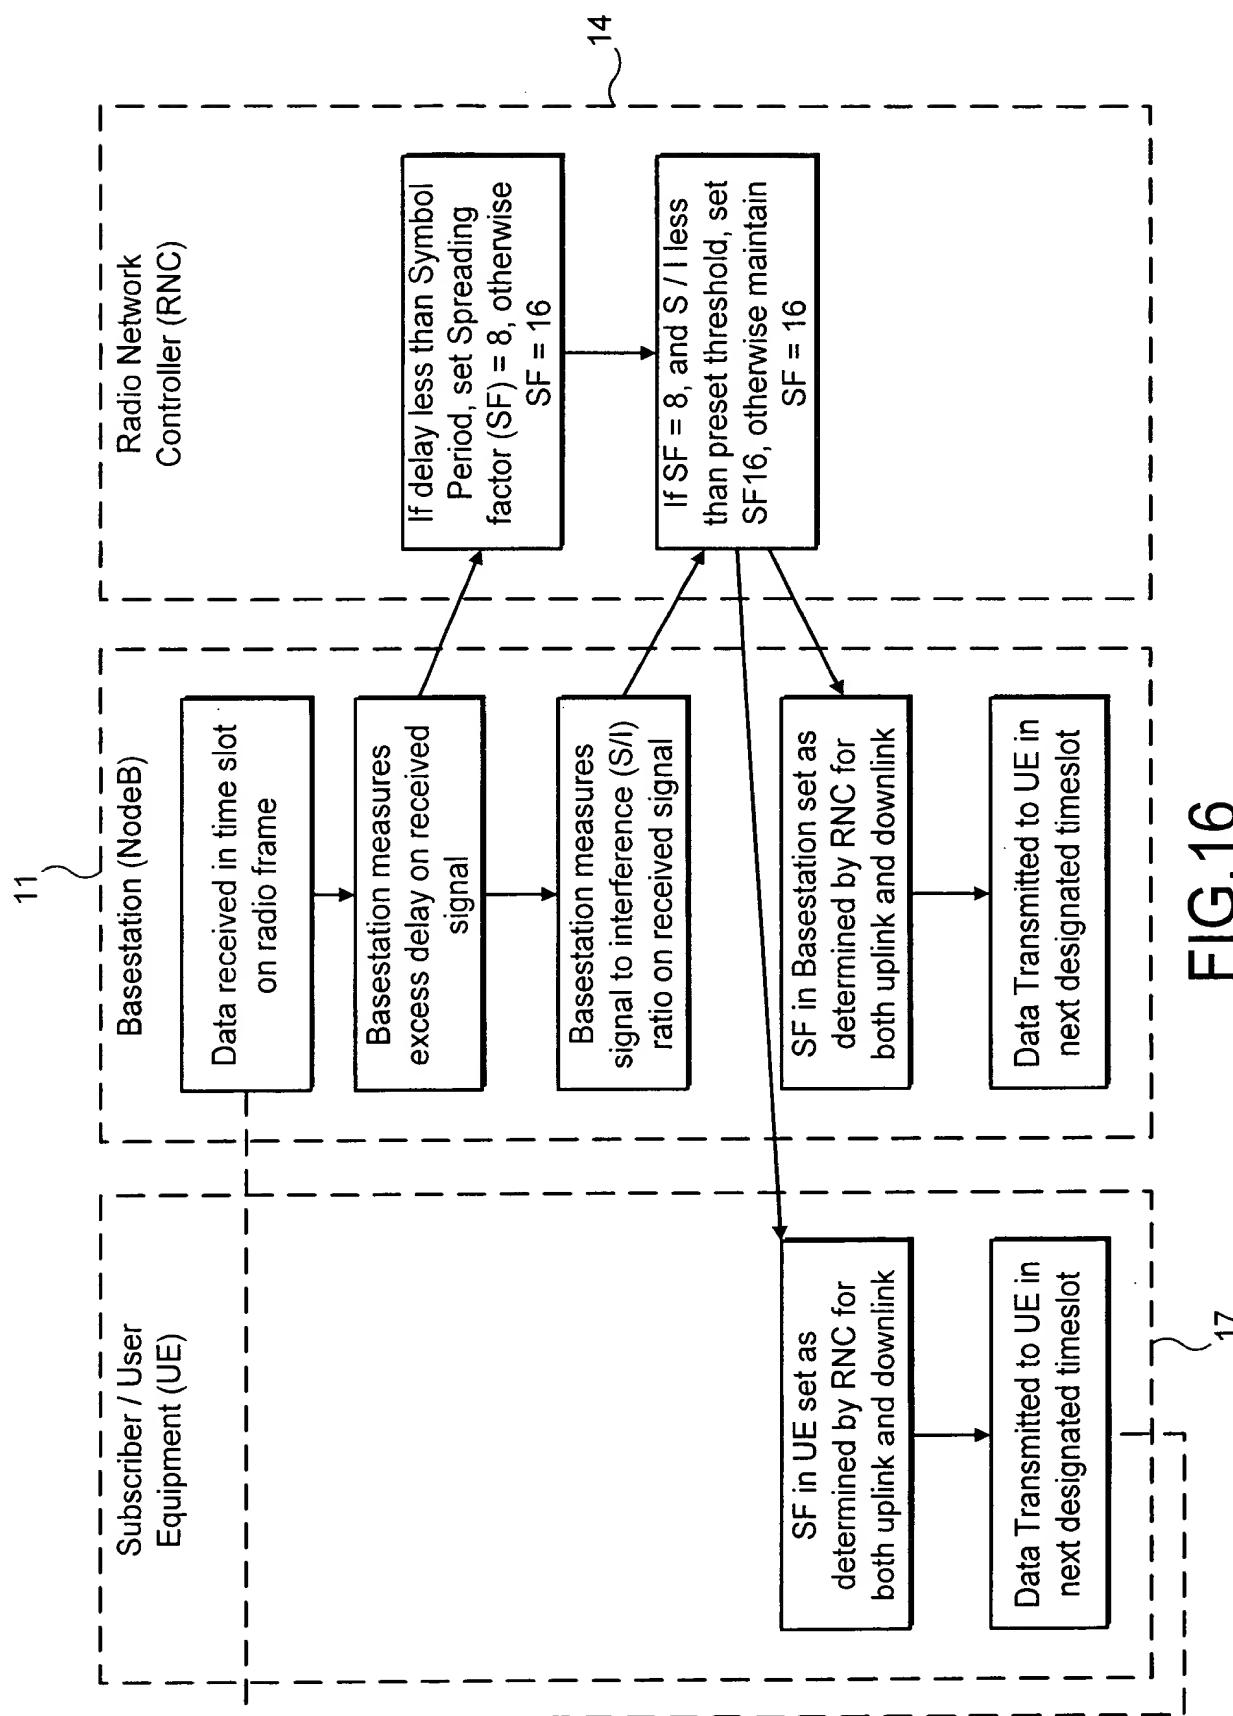 Subscriber / User
Equipment (UE)
SF in UE set as
determined by RNC for
both uplink and downlink
Data Transmitted to UE in
next designated timeslot
17
11
Basestation (NodeB)
Data received in time slot
on radio frame
Basestation measures
excess delay on received
signal
Basestation measures
signal to interference (S/I)
ratio on received signal
SF in Basestation set as
determined by RNC for
both uplink and downlink
Data Transmitted to UE in
next designated timeslot
Radio Network
Controller (RNC)
14
If delay less than Symbol
Period, set Spreading
factor (SF) = 8, otherwise
SF = 16
If SF = 8, and S / I less
than preset threshold, set
SF16, otherwise maintain
SF = 16
FIG.16